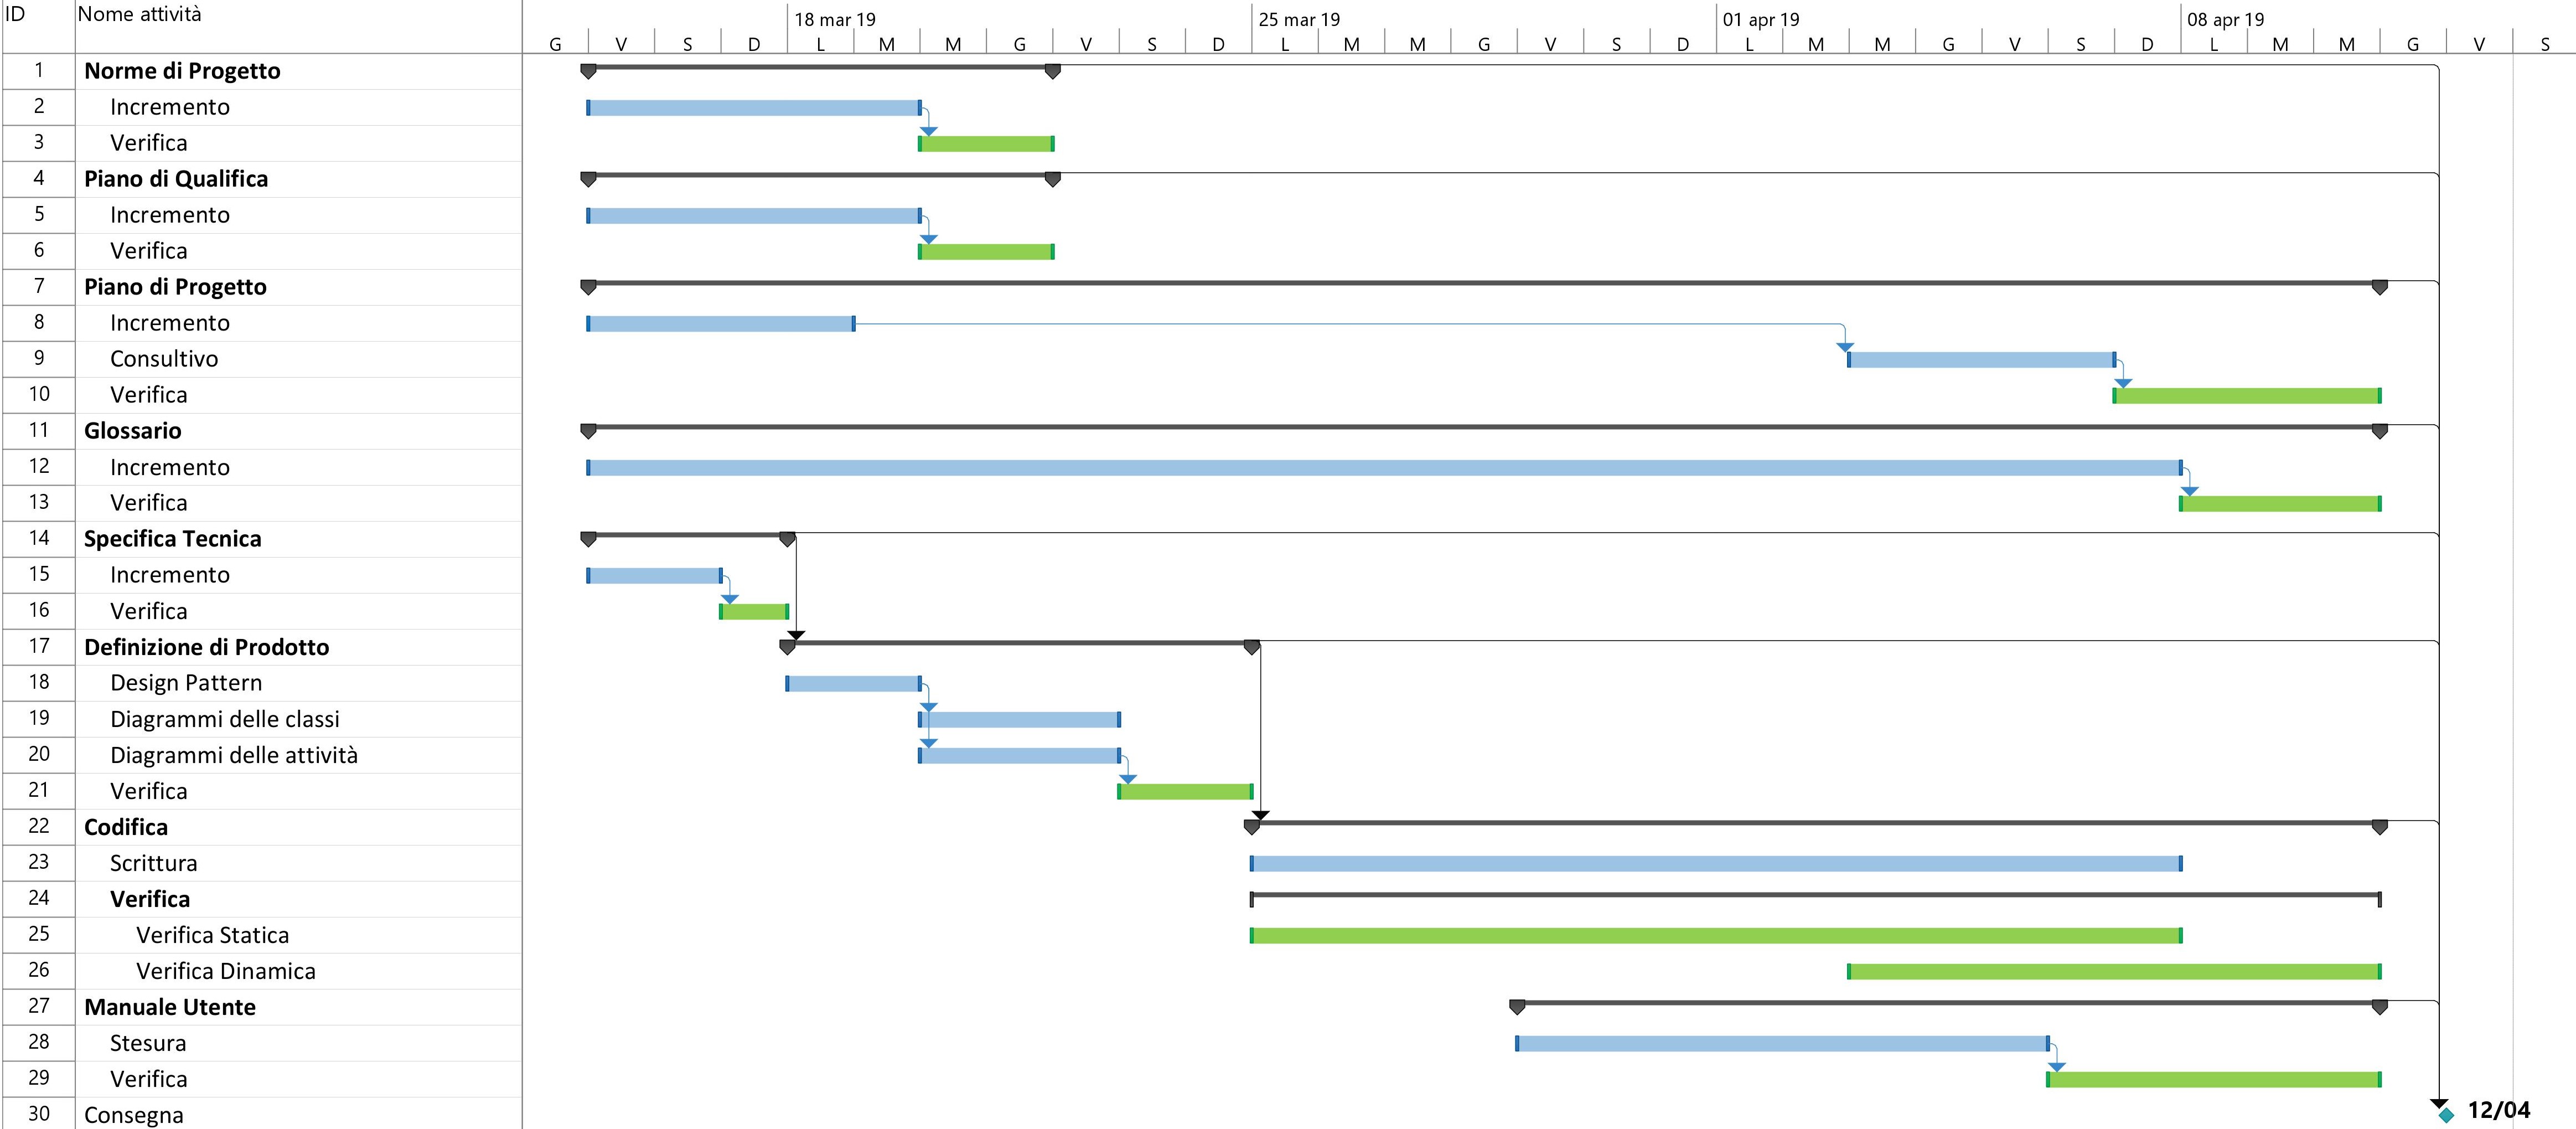 ID Nome attività
18 mar 19 25 mar 19 01 apr 19 08 apr 19
G V S D L M M G V S D L M M G V S D L M M G V S D L M M G V S
1 Norme di Progetto
2 Incremento
3 Verifica
4 Piano di Qualifica
5 Incremento
6 Verifica
7 Piano di Progetto
8 Incremento
9 Consultivo
10 Verifica
11 Glossario
12 Incremento
13 Verifica
14 Specifica Tecnica
15 Incremento
16 Verifica
17 Definizione di Prodotto
18 Design Pattern
19 Diagrammi delle classi
20 Diagrammi delle attività
21 Verifica
22 Codifica
23 Scrittura
24 Verifica
25 Verifica Statica
26 Verifica Dinamica
27 Manuale Utente
28 Stesura
29 Verifica
30 Consegna 12/04